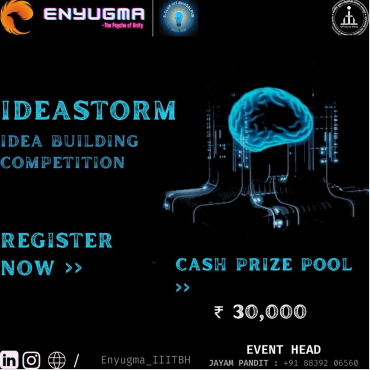 ENYUGMA
-The Psyche of Unity
IDEASTORM
IDEA BUILDING
COMPETITION
REGISTER
NOW >>
CASH PRIZE POOL
>>
₹ 30,000
EVENT HEAD
in / Enyugma_IIITBH
JAYAM PANDIT : +91 88392 06560